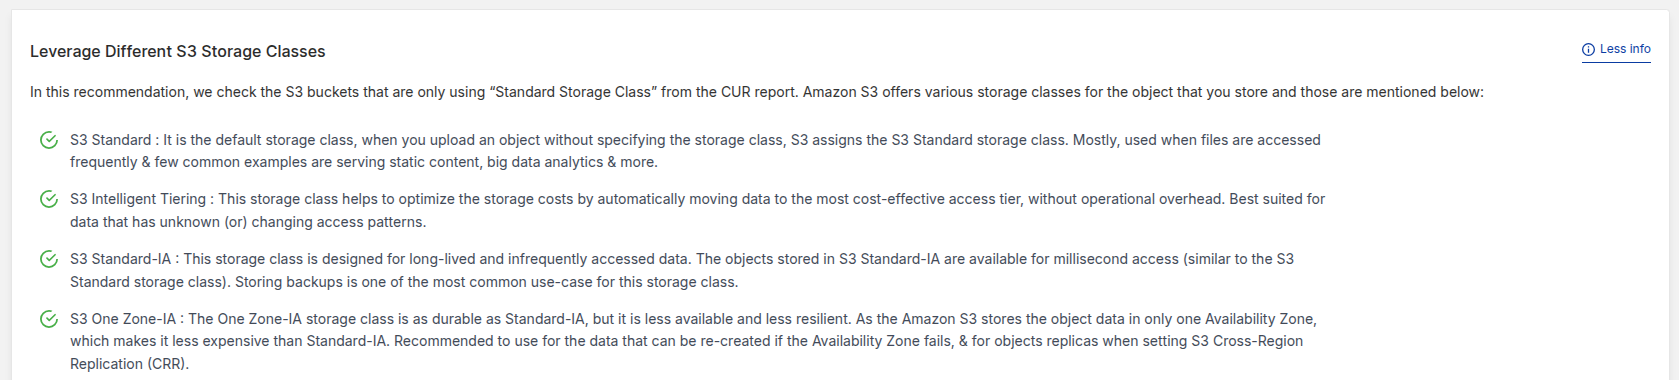 Leverage Different S3 Storage Classes
Less info
In this recommendation, we check the S3 buckets that are only using “Standard Storage Class” from the CUR report. Amazon S3 offers various storage classes for the object that you store and those are mentioned below:
S3 Standard : It is the default storage class, when you upload an object without specifying the storage class, S3 assigns the S3 Standard storage class. Mostly, used when files are accessed
frequently & few common examples are serving static content, big data analytics & more.
S3 Intelligent Tiering : This storage class helps to optimize the storage costs by automatically moving data to the most cost-effective access tier, without operational overhead. Best suited for
data that has unknown (or) changing access patterns.
S3 Standard-IA : This storage class is designed for long-lived and infrequently accessed data. The objects stored in S3 Standard-IA are available for millisecond access (similar to the S3
Standard storage class). Storing backups is one of the most common use-case for this storage class.
S3 One Zone-IA : The One Zone-IA storage class is as durable as Standard-IA, but it is less available and less resilient. As the Amazon S3 stores the object data in only one Availability Zone,
which makes it less expensive than Standard-IA. Recommended to use for the data that can be re-created if the Availability Zone fails, & for objects replicas when setting S3 Cross-Region
Replication (CRR).